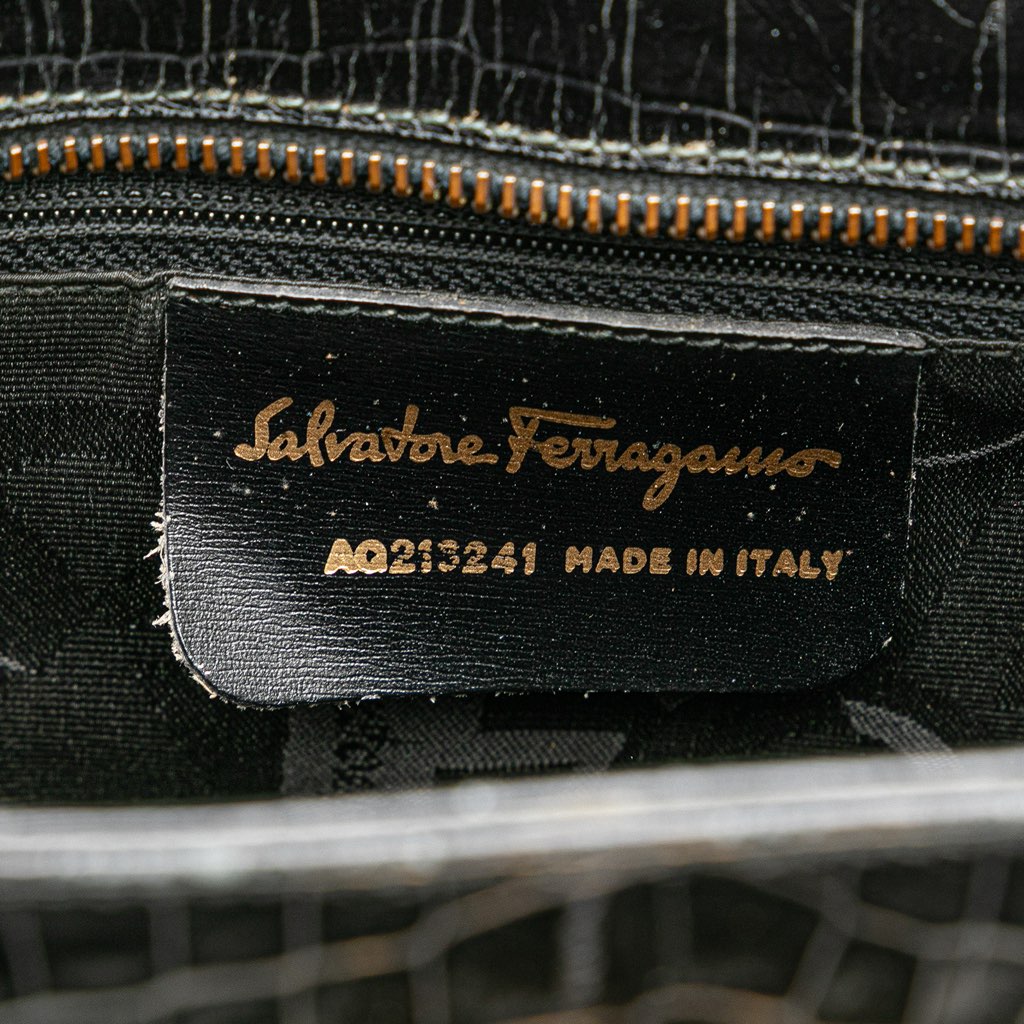 Salvatore Ferragamo
AQ213241 MADE IN ITALY